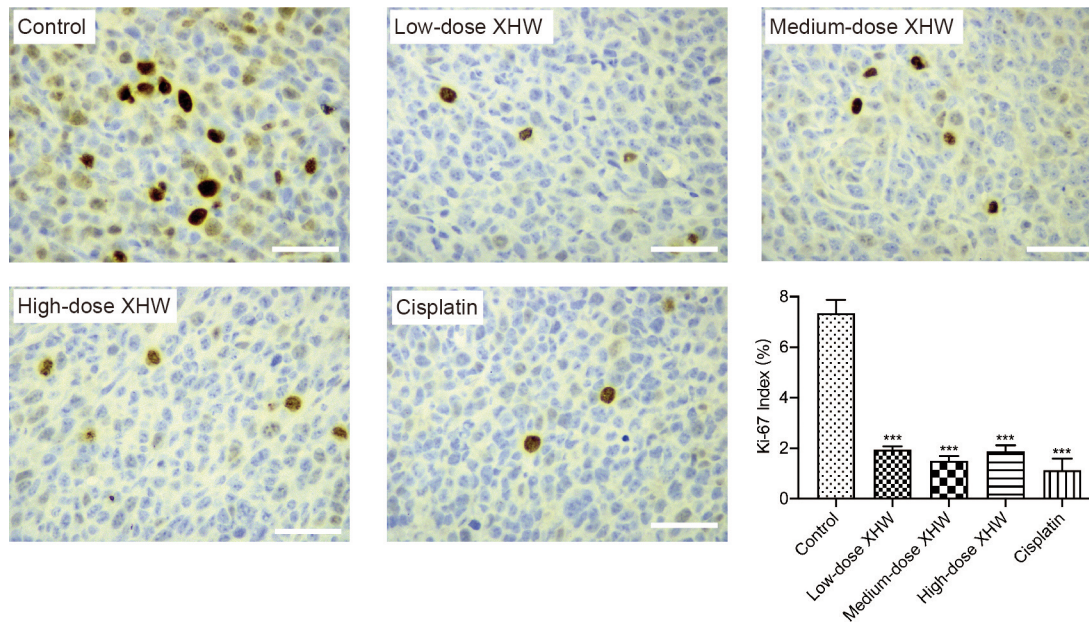 Control
Low-dose XHW
Medium-dose XHW
High-dose XHW
Cisplatin
Ki-67 Index (%)
8
6
4
2
0
***
***
***
***
Control
Low-dose XHW
Medium-dose XHW
High-dose XHW
Cisplatin